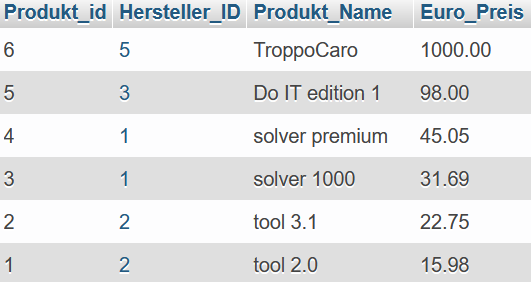 Produkt_id Hersteller_ID Produkt_Name Euro_Preis
6 5 TroppoCaro 1000.00
5 3 Do IT edition 1 98.00
4 1 solver premium 45.05
3 1 solver 1000 31.69
2 2 tool 3.1 22.75
1 2 tool 2.0 15.98